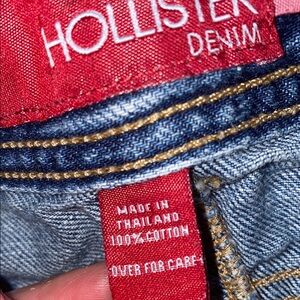 HOLLISTER
DENIM
MADE IN
THAILAND
100% COTTON
OVER FOR CARE